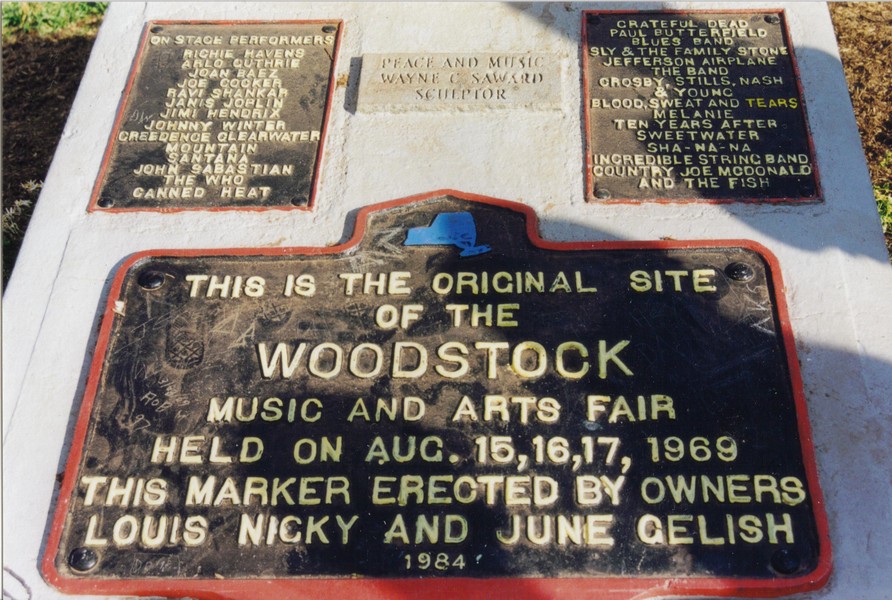 ON STAGE PERFORMERS
RICHIE HAVENS
ARLO GUTHRIE
JOAN BAEZ
JOE COCKER
RAVI SHANKAR
JANIS JOPLIN
JIMI HENDRIX
JOHNNY WINTER
CREEDENCE CLEARWATER
MOUNTAIN
SANTANA
JOHN SABASTIAN
THE WHO
CANNED HEAT
PEACE AND MUSIC
WAYNE C. SAWARD
SCULPTOR
GRATEFUL DEAD
PAUL BUTTERFIELD
BLUES BAND
SLY & THE FAMILY STONE
JEFFERSON AIRPLANE
THE BAND
CROSBY, STILLS, NASH
& YOUNG
BLOOD, SWEAT AND TEARS
MELANIE
TEN YEARS AFTER
SWEETWATER
SHA-NA-NA
INCREDIBLE STRING BAND
COUNTRY JOE MCDONALD
AND THE FISH
THIS IS THE ORIGINAL SITE
OF THE
WOODSTOCK
MUSIC AND ARTS FAIR
HELD ON AUG. 15,16,17, 1969
THIS MARKER ERECTED BY OWNERS
LOUIS NICKY AND JUNE GELISH
1984